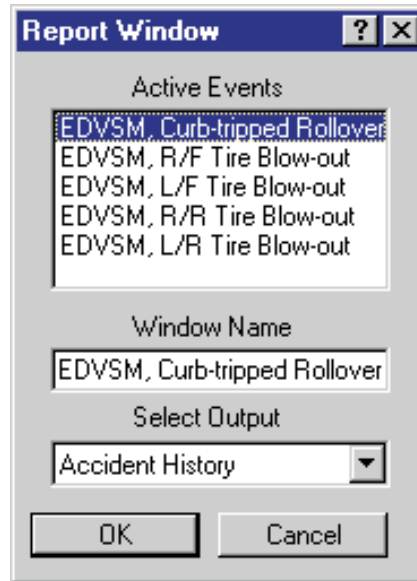 Report Window ? ×
Active Events
EDVSM, Curb-tripped Rollover
EDVSM, R/F Tire Blow-out
EDVSM, L/F Tire Blow-out
EDVSM, R/R Tire Blow-out
EDVSM, L/R Tire Blow-out
Window Name
EDVSM, Curb-tripped Rollover
Select Output
Accident History
OK Cancel